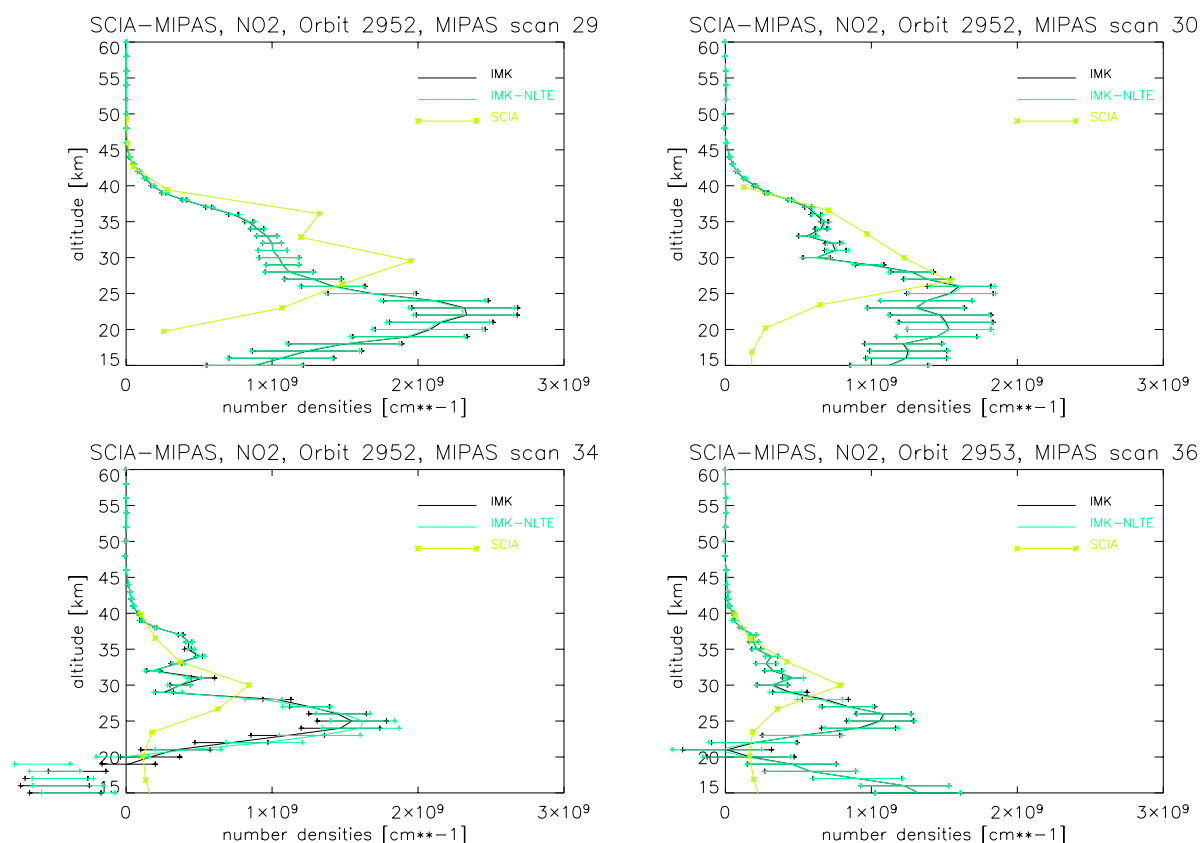 SCIA-MIPAS, NO2, Orbit 2952, MIPAS scan 29
60
55
50
45
40
35
30
25
20
15
altitude [km]
IMK
IMK-NLTE
SCIA
0
1×10⁹
2×10⁹
3×10⁹
number densities [cm**-1]
SCIA-MIPAS, NO2, Orbit 2952, MIPAS scan 30
60
55
50
45
40
35
30
25
20
15
altitude [km]
IMK
IMK-NLTE
SCIA
0
1×10⁹
2×10⁹
3×10⁹
number densities [cm**-1]
SCIA-MIPAS, NO2, Orbit 2952, MIPAS scan 34
60
55
50
45
40
35
30
25
20
15
altitude [km]
IMK
IMK-NLTE
SCIA
0
1×10⁹
2×10⁹
3×10⁹
number densities [cm**-1]
SCIA-MIPAS, NO2, Orbit 2953, MIPAS scan 36
60
55
50
45
40
35
30
25
20
15
altitude [km]
IMK
IMK-NLTE
SCIA
0
1×10⁹
2×10⁹
3×10⁹
number densities [cm**-1]